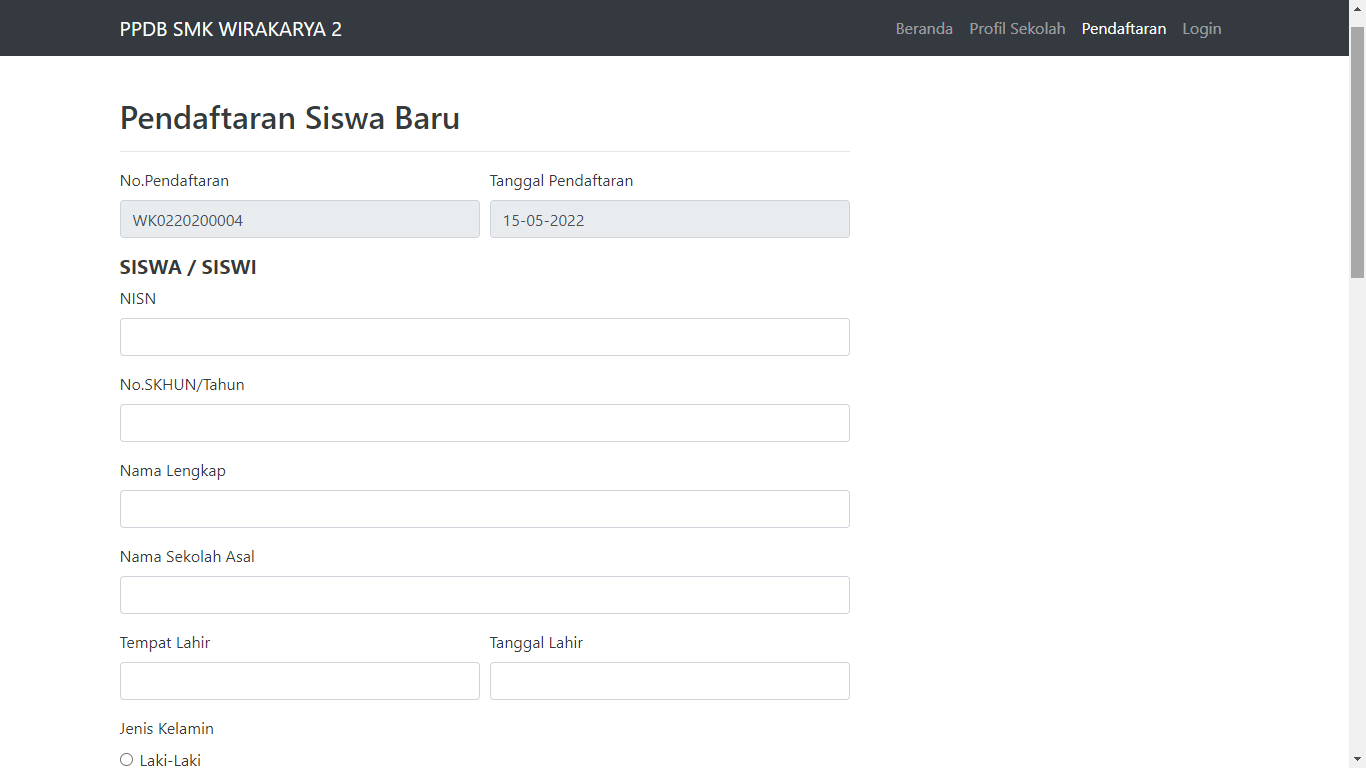 PPDB SMK WIRAKARYA 2
Beranda Profil Sekolah Pendaftaran Login
Pendaftaran Siswa Baru
No.Pendaftaran Tanggal Pendaftaran
WK0220200004 15-05-2022
SISWA / SISWI
NISN
No.SKHUN/Tahun
Nama Lengkap
Nama Sekolah Asal
Tempat Lahir Tanggal Lahir
Jenis Kelamin
Laki-Laki